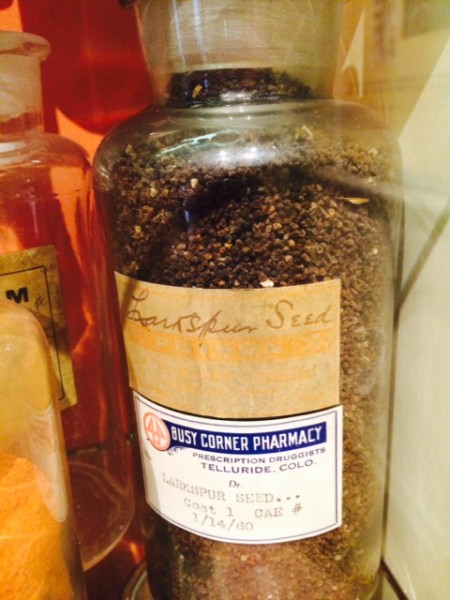 M
Larkspur Seed
BUSY CORNER PHARMACY
PRESCRIPTION DRUGGISTS
TELLURIDE, COLO.
Dr.
LARKSPUR SEED...
Cost 1 CAE #
1/14/60